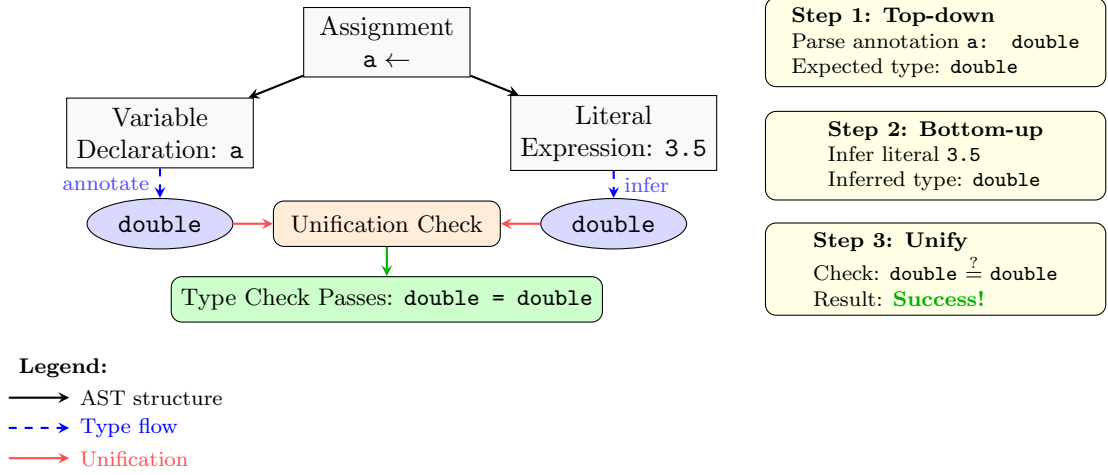 Assignment
a ←
Variable
Declaration: a
Literal
Expression: 3.5
annotate
infer
double
Unification Check
double
Type Check Passes: double = double
Step 1: Top-down
Parse annotation a: double
Expected type: double
Step 2: Bottom-up
Infer literal 3.5
Inferred type: double
Step 3: Unify
Check: double ≟ double
Result: Success!
Legend:
AST structure
Type flow
Unification